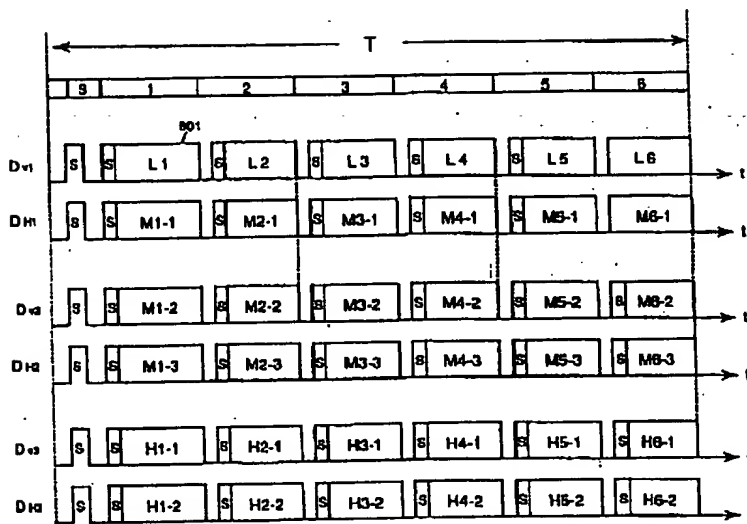 T
S 1 2 3 4 5 6
801
Dv1 S S L1 S L2 S L3 S L4 S L5 L6 t
DH1 S S M1-1 S M2-1 S M3-1 S M4-1 S M5-1 M6-1 t
Dv2 S S M1-2 S M2-2 S M3-2 S M4-2 S M5-2 S M6-2 t
DH2 S S M1-3 S M2-3 S M3-3 S M4-3 S M5-3 S M6-3 t
Dv3 S S H1-1 S H2-1 S H3-1 S H4-1 S H5-1 S H6-1
DH3 S S H1-2 S H2-2 S H3-2 S H4-2 S H5-2 S H6-2